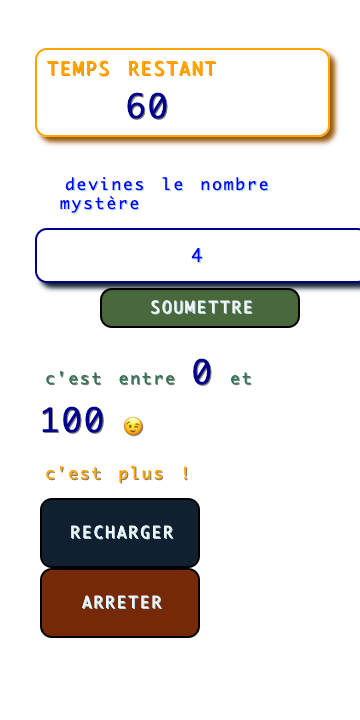 TEMPS RESTANT
60
devines le nombre
mystère
4
SOUMETTRE
c'est entre 0 et
100 😉
c'est plus !
RECHARGER
ARRETER